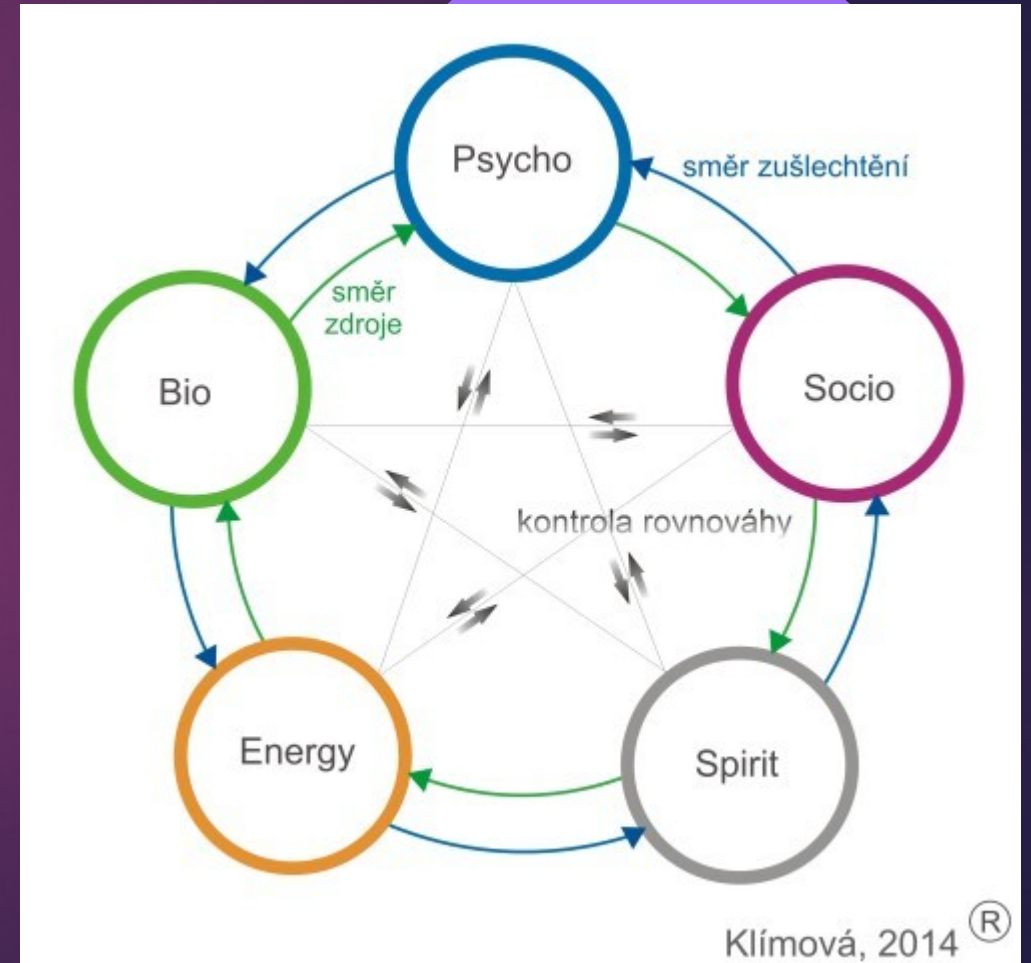 Psycho
směr zušlechtění
směr
zdroje
Bio
Socio
kontrola rovnováhy
Energy
Spirit
Klímová, 2014 ®